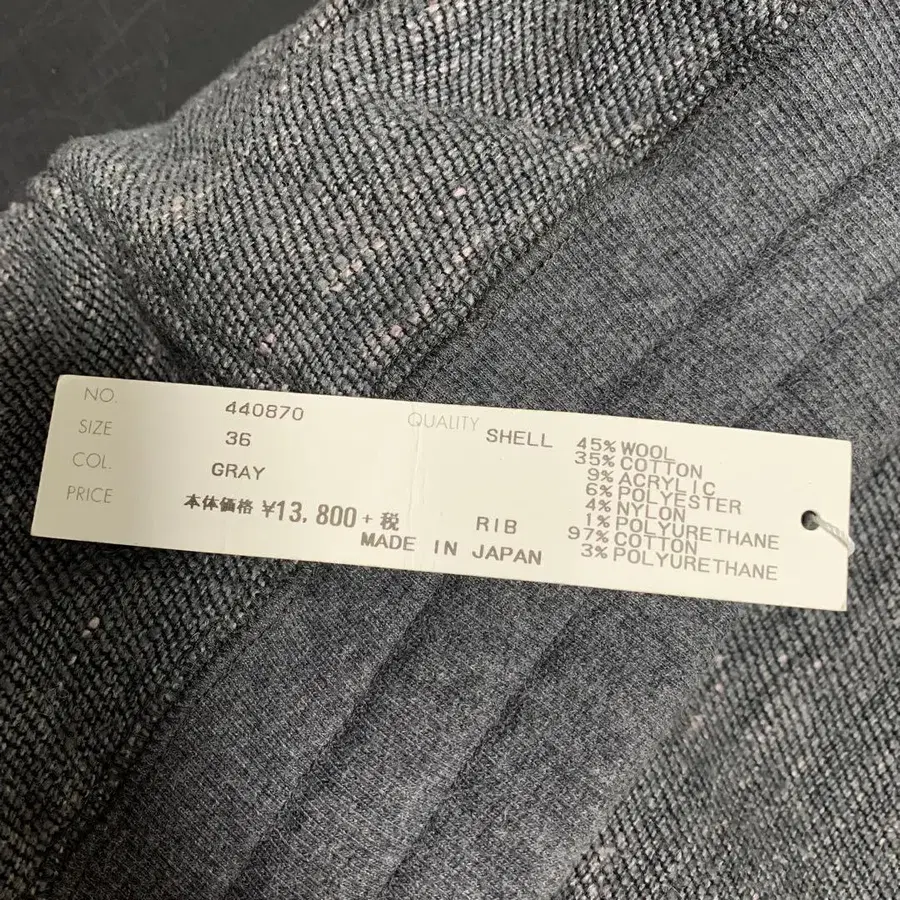 NO. 440870
SIZE 36
COL. GRAY
PRICE 本体価格 ¥13,800+税
MADE IN JAPAN
QUALITY SHELL 45% WOOL
35% COTTON
9% ACRYLIC
6% POLYESTER
4% NYLON
1% POLYURETHANE
RIB 97% COTTON
3% POLYURETHANE